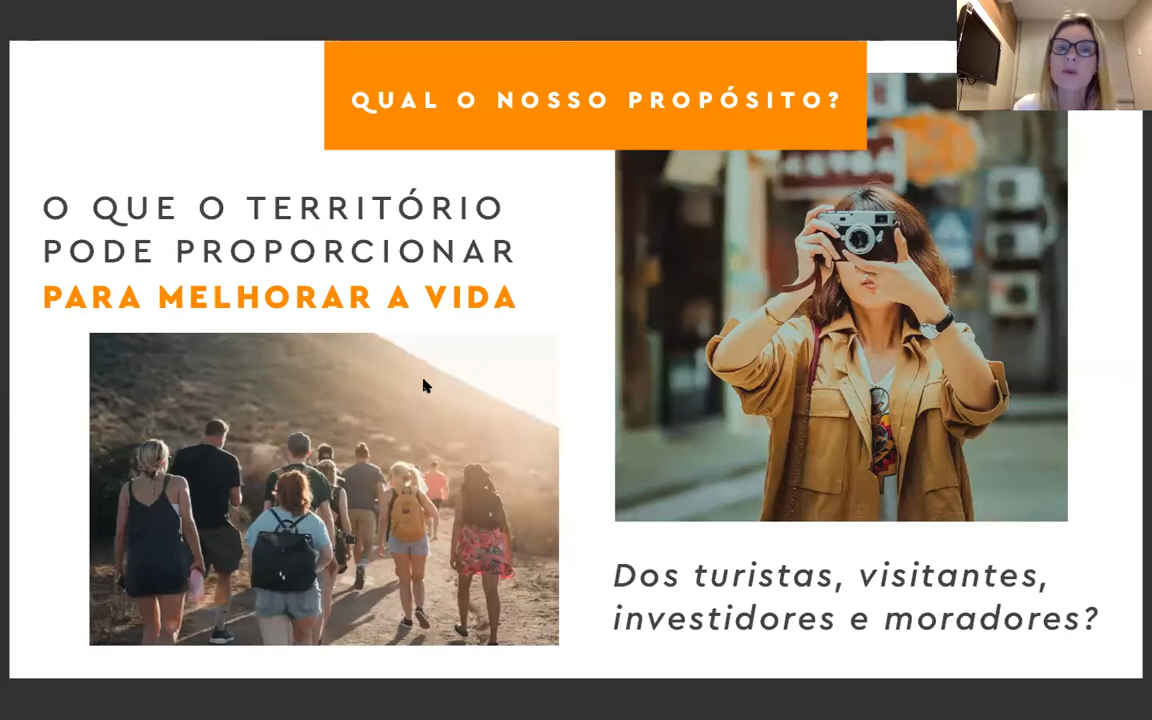 QUAL O NOSSO PROPÓSITO?
O QUE O TERRITÓRIO
PODE PROPORCIONAR
PARA MELHORAR A VIDA
Dos turistas, visitantes,
investidores e moradores?